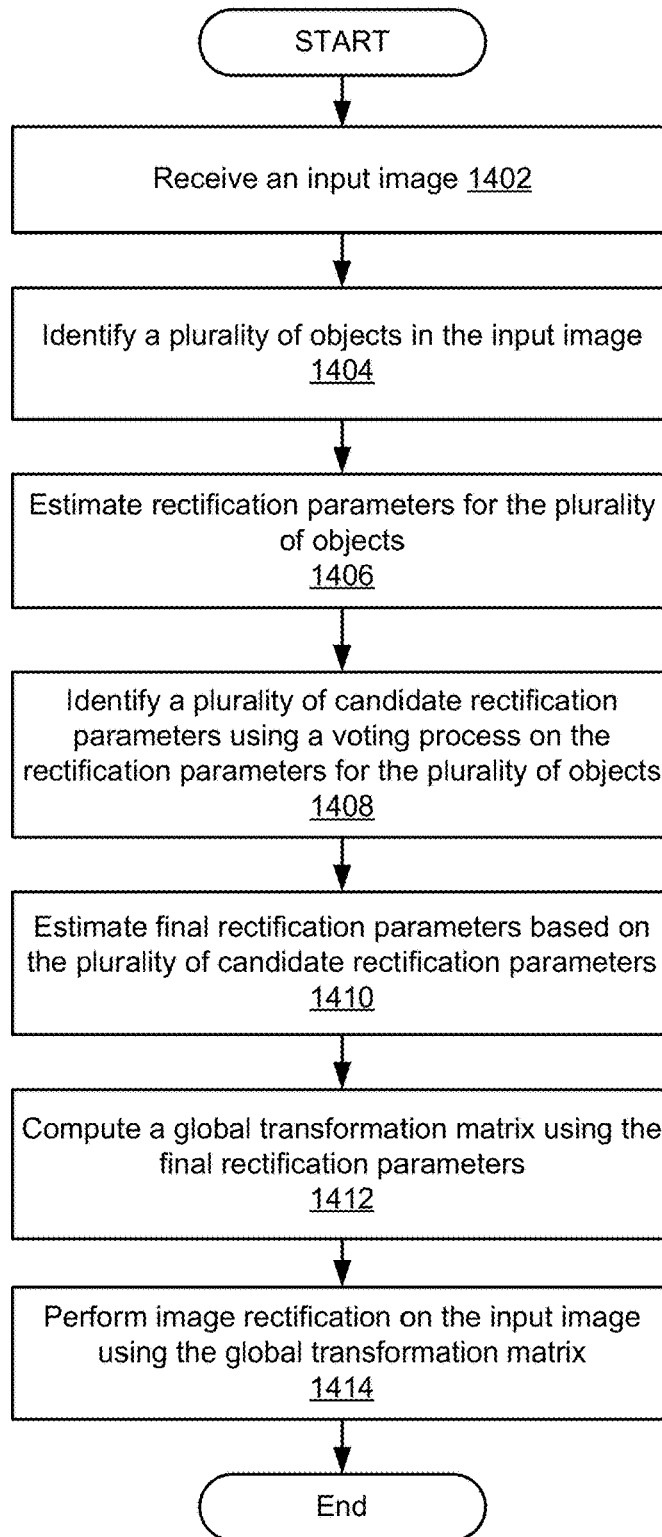 START
Receive an input image 1402
Identify a plurality of objects in the input image
1404
Estimate rectification parameters for the plurality
of objects
1406
Identify a plurality of candidate rectification
parameters using a voting process on the
rectification parameters for the plurality of objects
1408
Estimate final rectification parameters based on
the plurality of candidate rectification parameters
1410
Compute a global transformation matrix using the
final rectification parameters
1412
Perform image rectification on the input image
using the global transformation matrix
1414
End